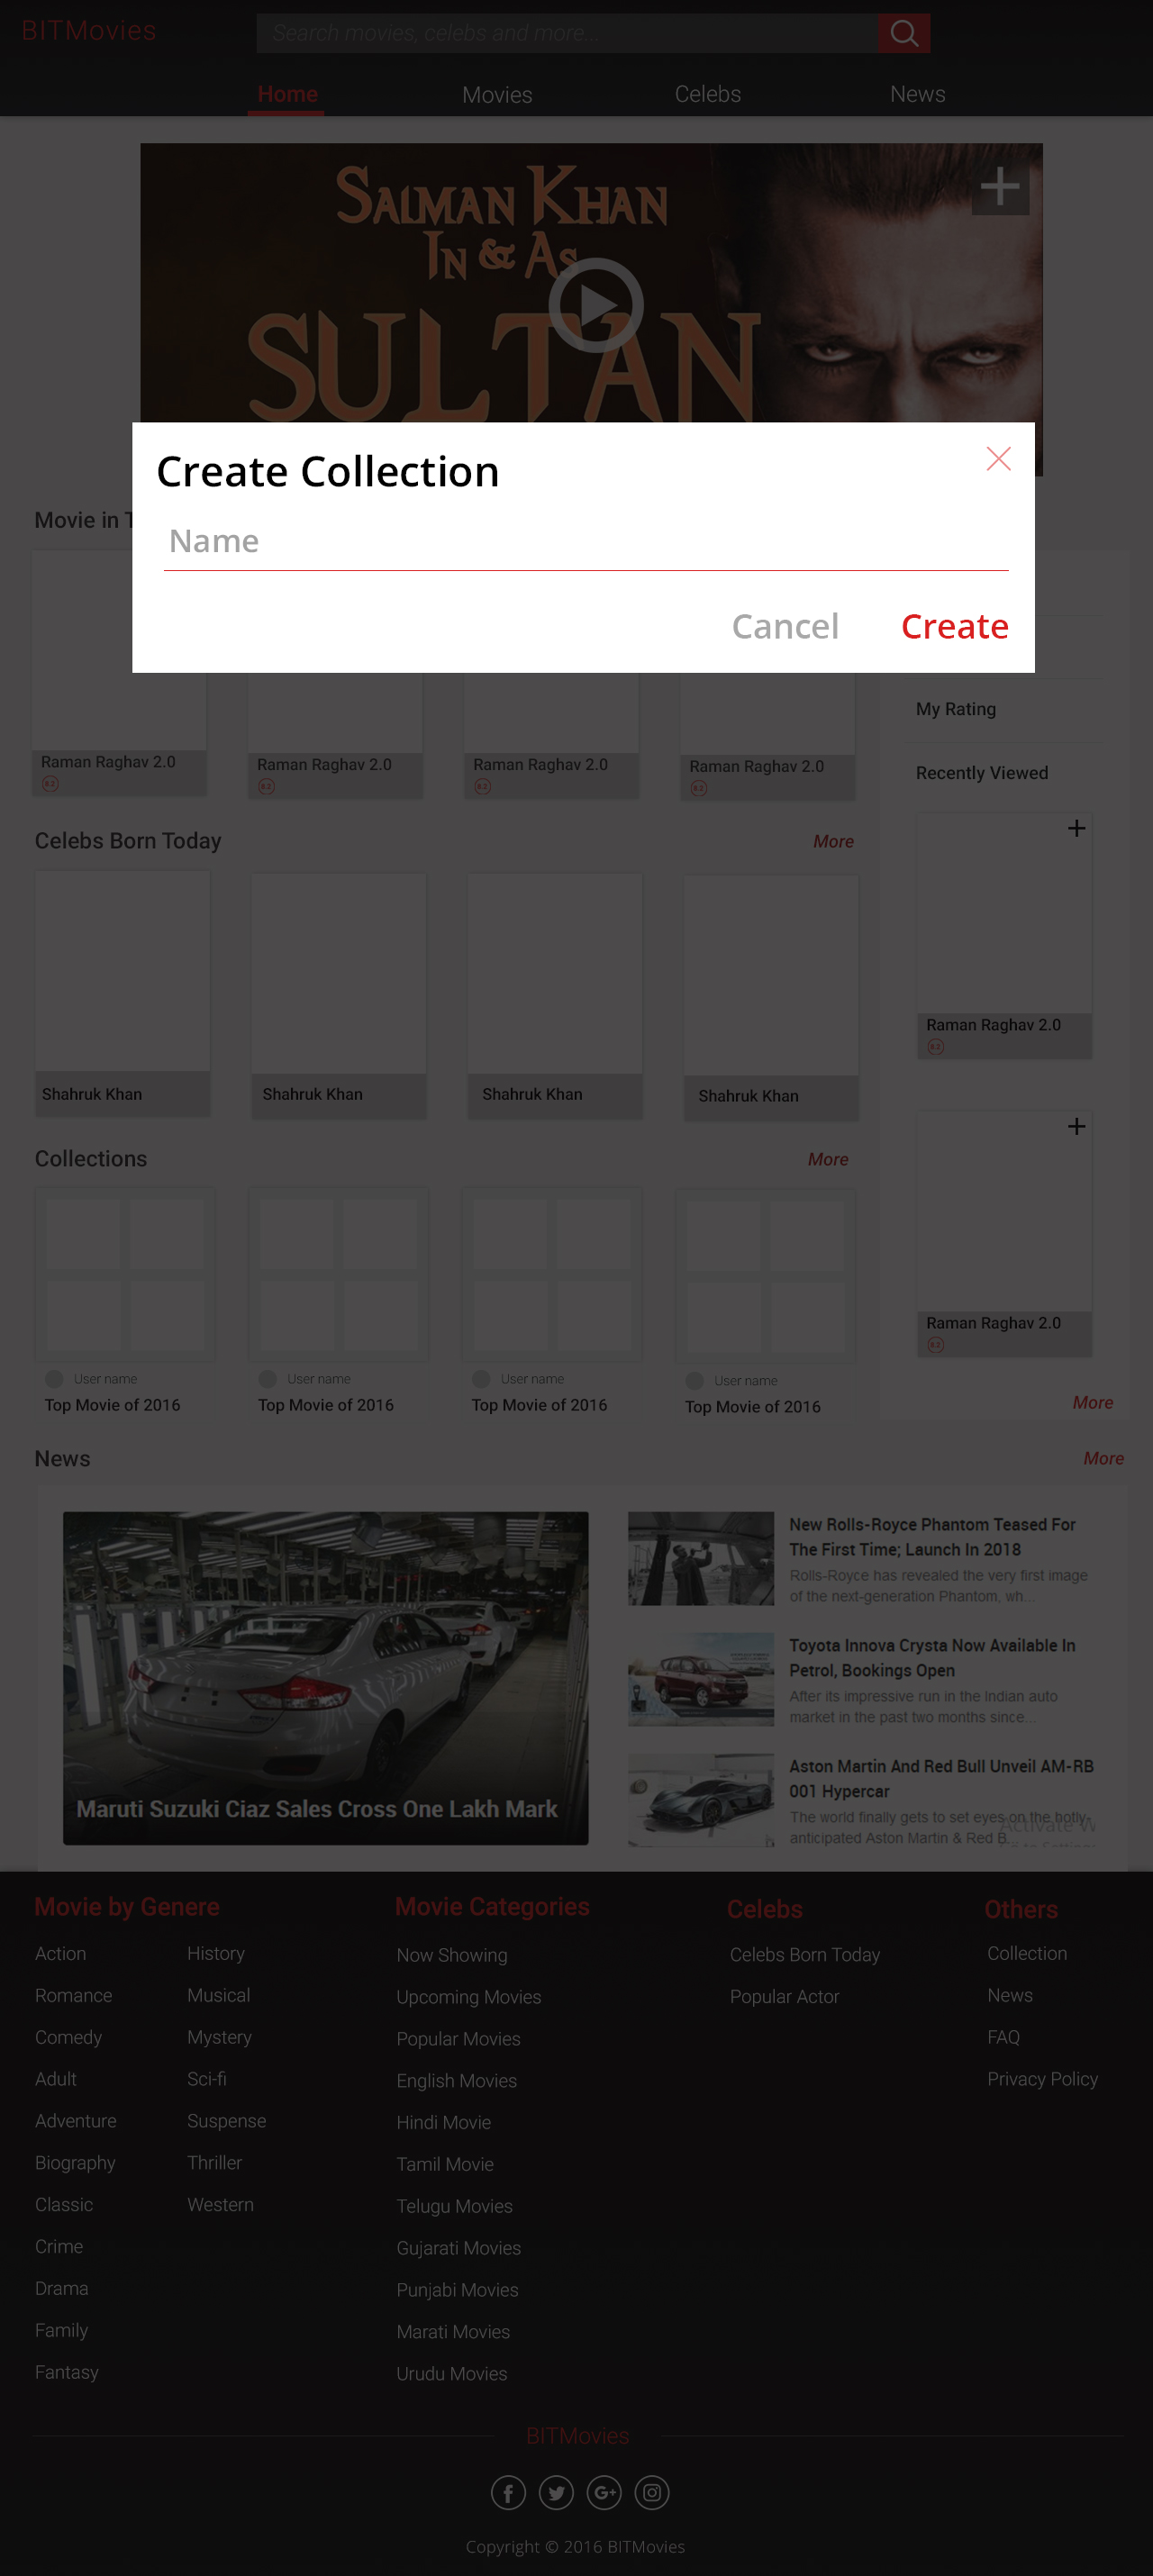 BITMovies
Search movies, celebs and more...
Home
Movies
Celebs
News
SALMAN KHAN
IN & AS
SULTAN
Create Collection
Name
Cancel
Create
Movie in
My Rating
Recently Viewed
Raman Raghav 2.0
8.2
Raman Raghav 2.0
8.2
Raman Raghav 2.0
8.2
Raman Raghav 2.0
8.2
Celebs Born Today
More
Shahruk Khan
Shahruk Khan
Shahruk Khan
Shahruk Khan
Raman Raghav 2.0
8.2
Collections
More
User name
Top Movie of 2016
User name
Top Movie of 2016
User name
Top Movie of 2016
User name
Top Movie of 2016
Raman Raghav 2.0
8.2
More
News
More
Maruti Suzuki Ciaz Sales Cross One Lakh Mark
New Rolls-Royce Phantom Teased For
The First Time; Launch In 2018
Rolls-Royce has revealed the very first image
of the next-generation Phantom, wh...
Toyota Innova Crysta Now Available In
Petrol, Bookings Open
After its impressive run in the Indian auto
market in the past two months since...
Aston Martin And Red Bull Unveil AM-RB
001 Hypercar
The world finally gets to set eyes on the hotly-
anticipated Aston Martin & Red B...
Activate W
Movie by Genere
Action
Romance
Comedy
Adult
Adventure
Biography
Classic
Crime
Drama
Family
Fantasy
History
Musical
Mystery
Sci-fi
Suspense
Thriller
Western
Movie Categories
Now Showing
Upcoming Movies
Popular Movies
English Movies
Hindi Movie
Tamil Movie
Telugu Movies
Gujarati Movies
Punjabi Movies
Marati Movies
Urudu Movies
Celebs
Celebs Born Today
Popular Actor
Others
Collection
News
FAQ
Privacy Policy
BITMovies
Copyright © 2016 BITMovies